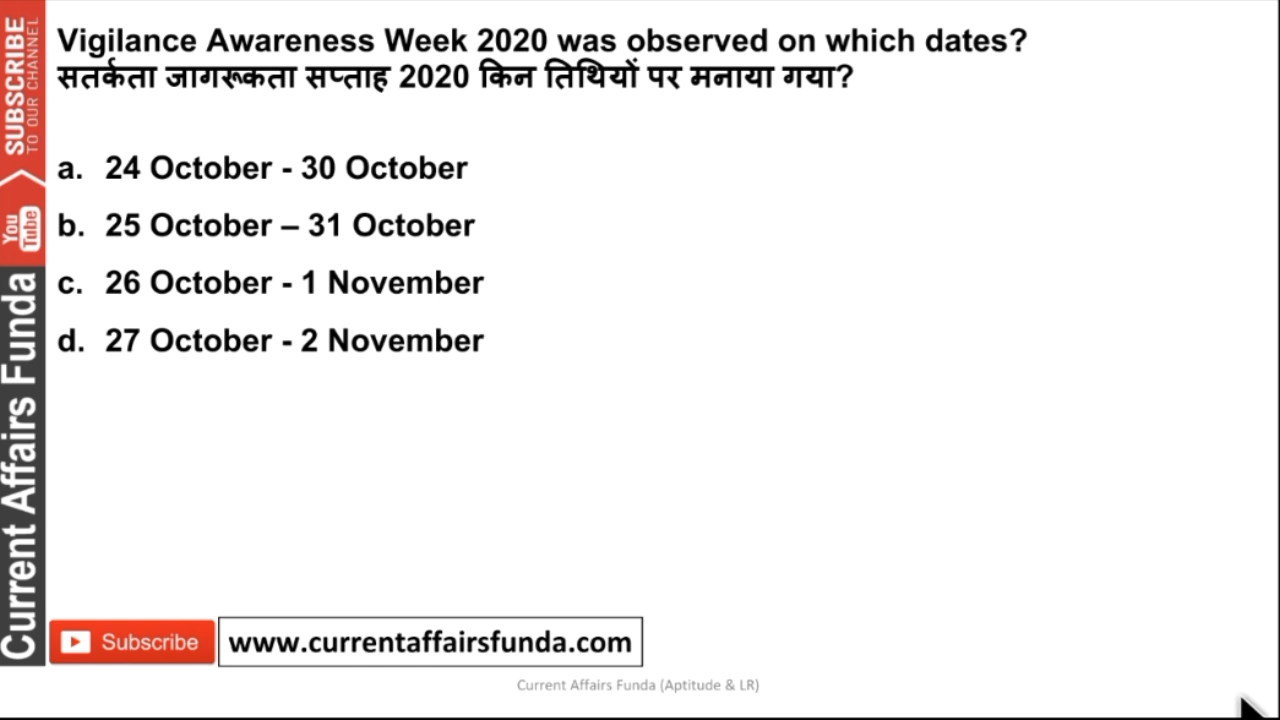 Vigilance Awareness Week 2020 was observed on which dates?
सतर्कता जागरूकता सप्ताह 2020 किन तिथियों पर मनाया गया?
a. 24 October - 30 October
b. 25 October – 31 October
c. 26 October - 1 November
d. 27 October - 2 November
SUBSCRIBE
TO OUR CHANNEL
You Tube
Current Affairs Funda
Subscribe
www.currentaffairsfunda.com
Current Affairs Funda (Aptitude & LR)